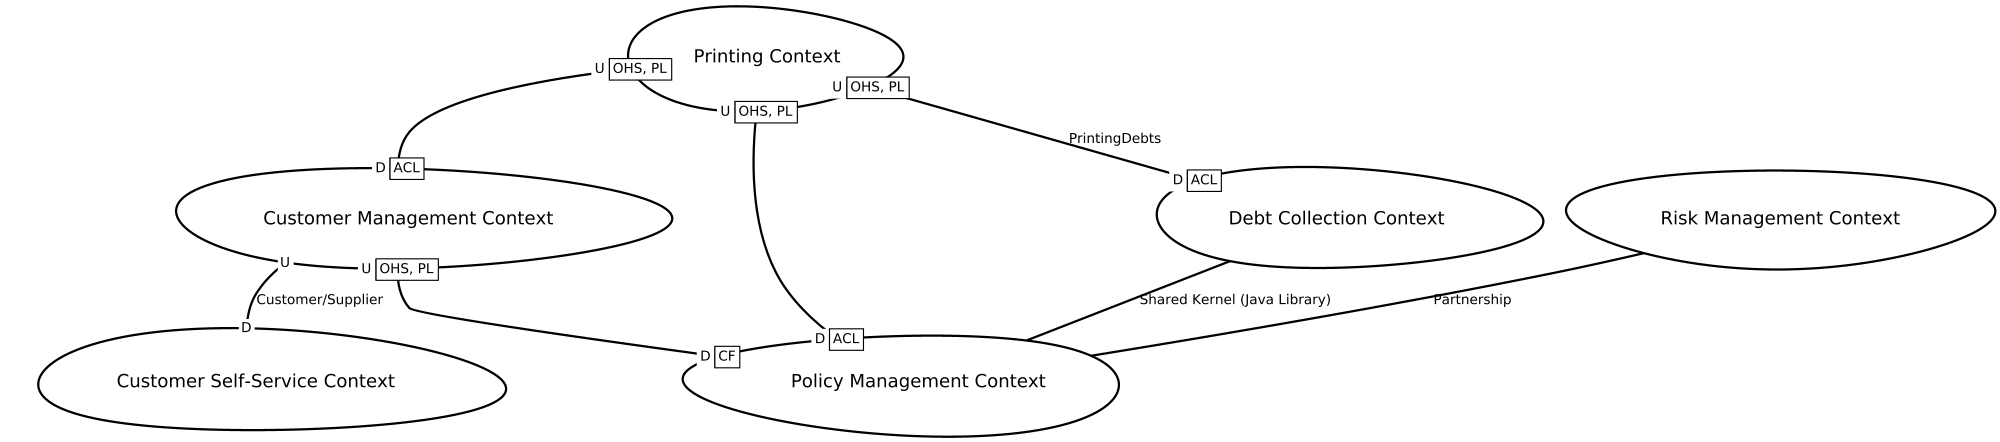 Printing Context
U OHS, PL
U OHS, PL
U OHS, PL
PrintingDebts
D ACL
D ACL
Customer Management Context
Debt Collection Context
Risk Management Context
U
U OHS, PL
Customer/Supplier
Shared Kernel (Java Library)
Partnership
D
D ACL
D CF
Customer Self-Service Context
Policy Management Context